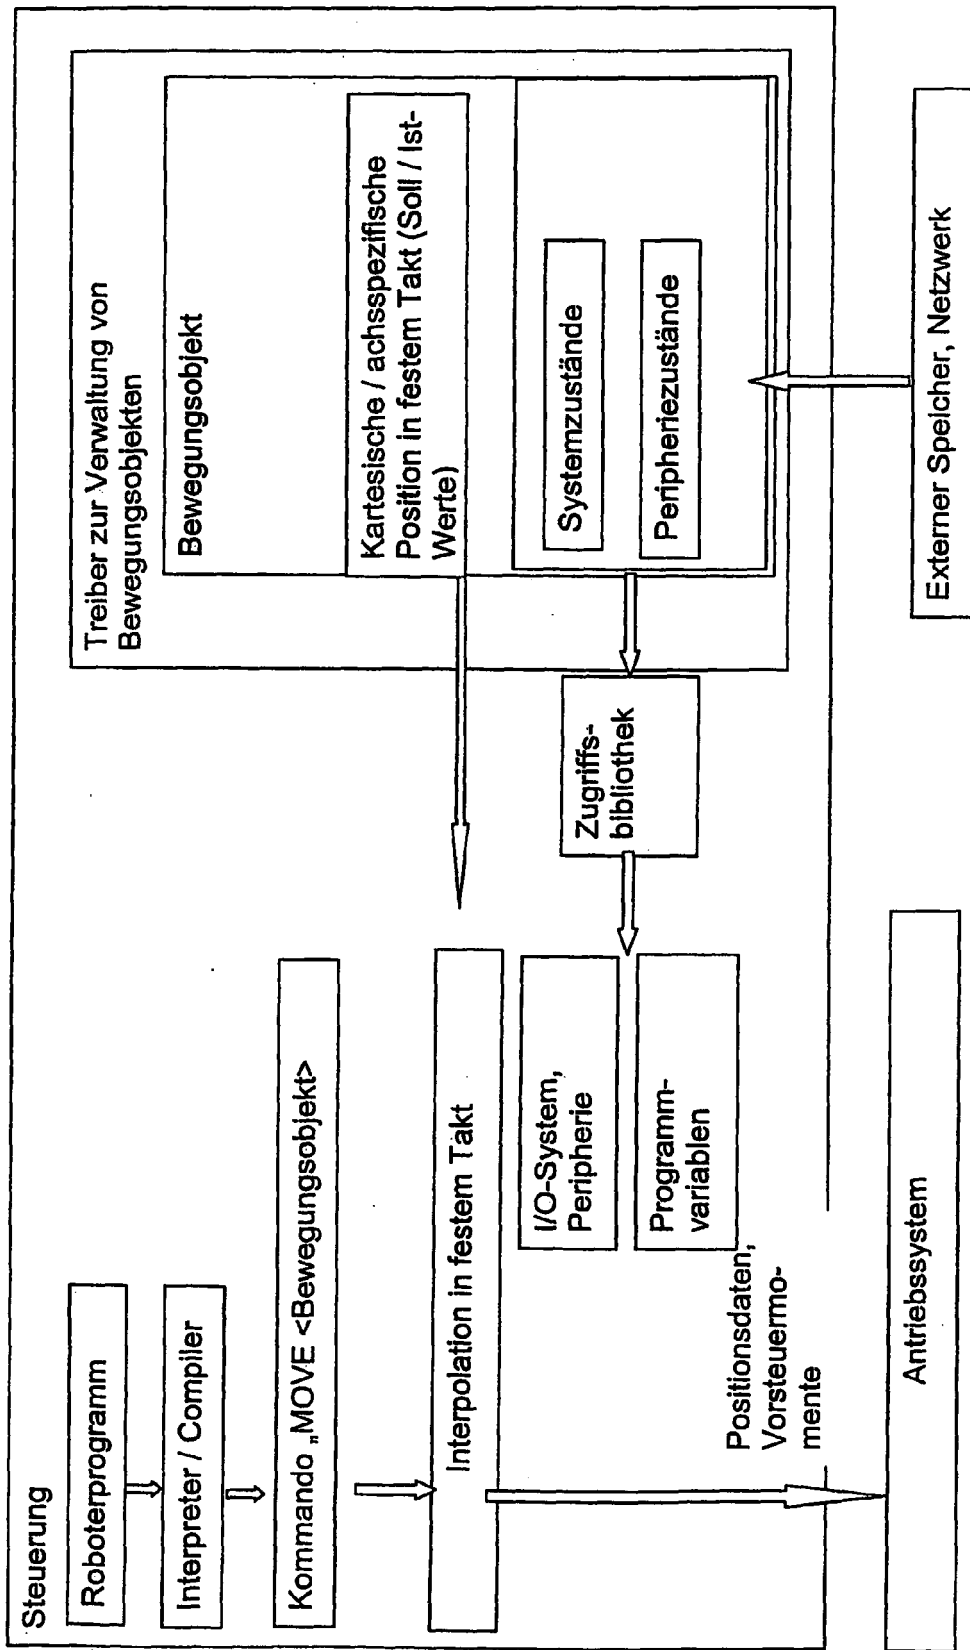 Steuerung
Roboterprogramm
Interpreter / Compiler
Kommando „MOVE <Bewegungsobjekt>
Interpolation in festem Takt
I/O-System,
Peripherie
Programm-
variablen
Positionsdaten,
Vorsteuermo-
mente
Antriebssystem
Zugriffs-
bibliothek
Treiber zur Verwaltung von
Bewegungsobjekten
Bewegungsobjekt
Kartesische / achsspezifische
Position in festem Takt (Soll / Ist-
Werte)
Systemzustände
Peripheriezustände
Externer Speicher, Netzwerk